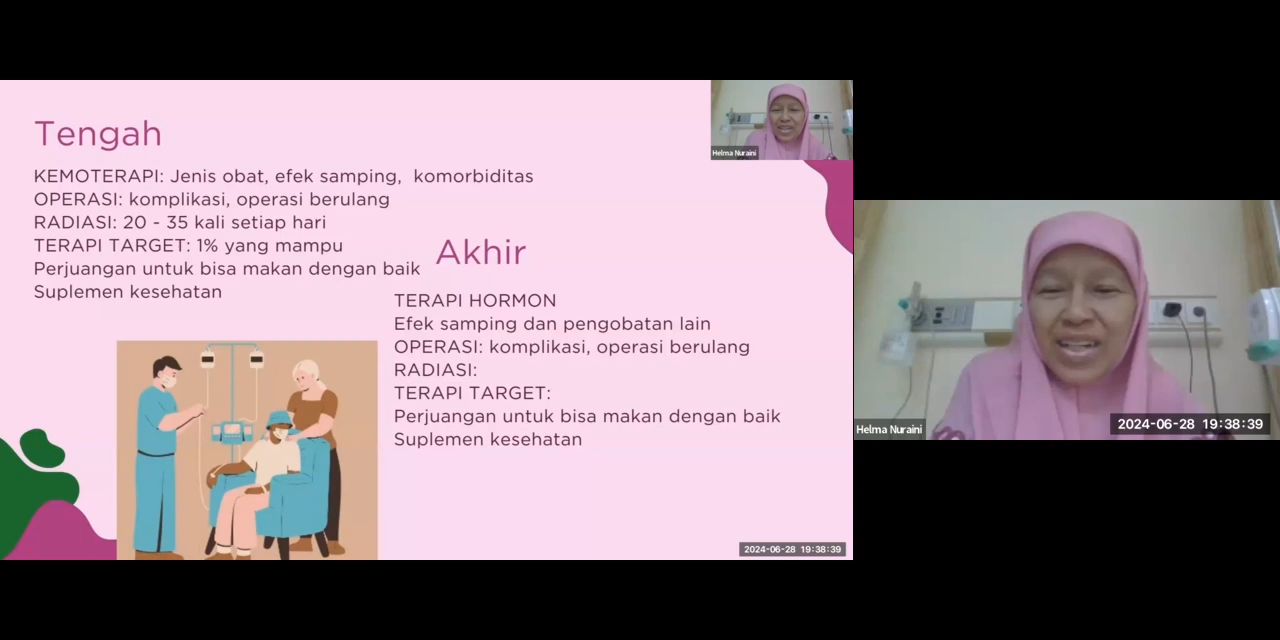 Tengah
KEMOTERAPI: Jenis obat, efek samping, komorbiditas
OPERASI: komplikasi, operasi berulang
RADIASI: 20 - 35 kali setiap hari
TERAPI TARGET: 1% yang mampu
Perjuangan untuk bisa makan dengan baik
Suplemen kesehatan
Akhir
TERAPI HORMON
Efek samping dan pengobatan lain
OPERASI: komplikasi, operasi berulang
RADIASI:
TERAPI TARGET:
Perjuangan untuk bisa makan dengan baik
Suplemen kesehatan
2024-06-28 19:38:39
Helma Nuraini
Helma Nuraini
2024-06-28 19:38:39